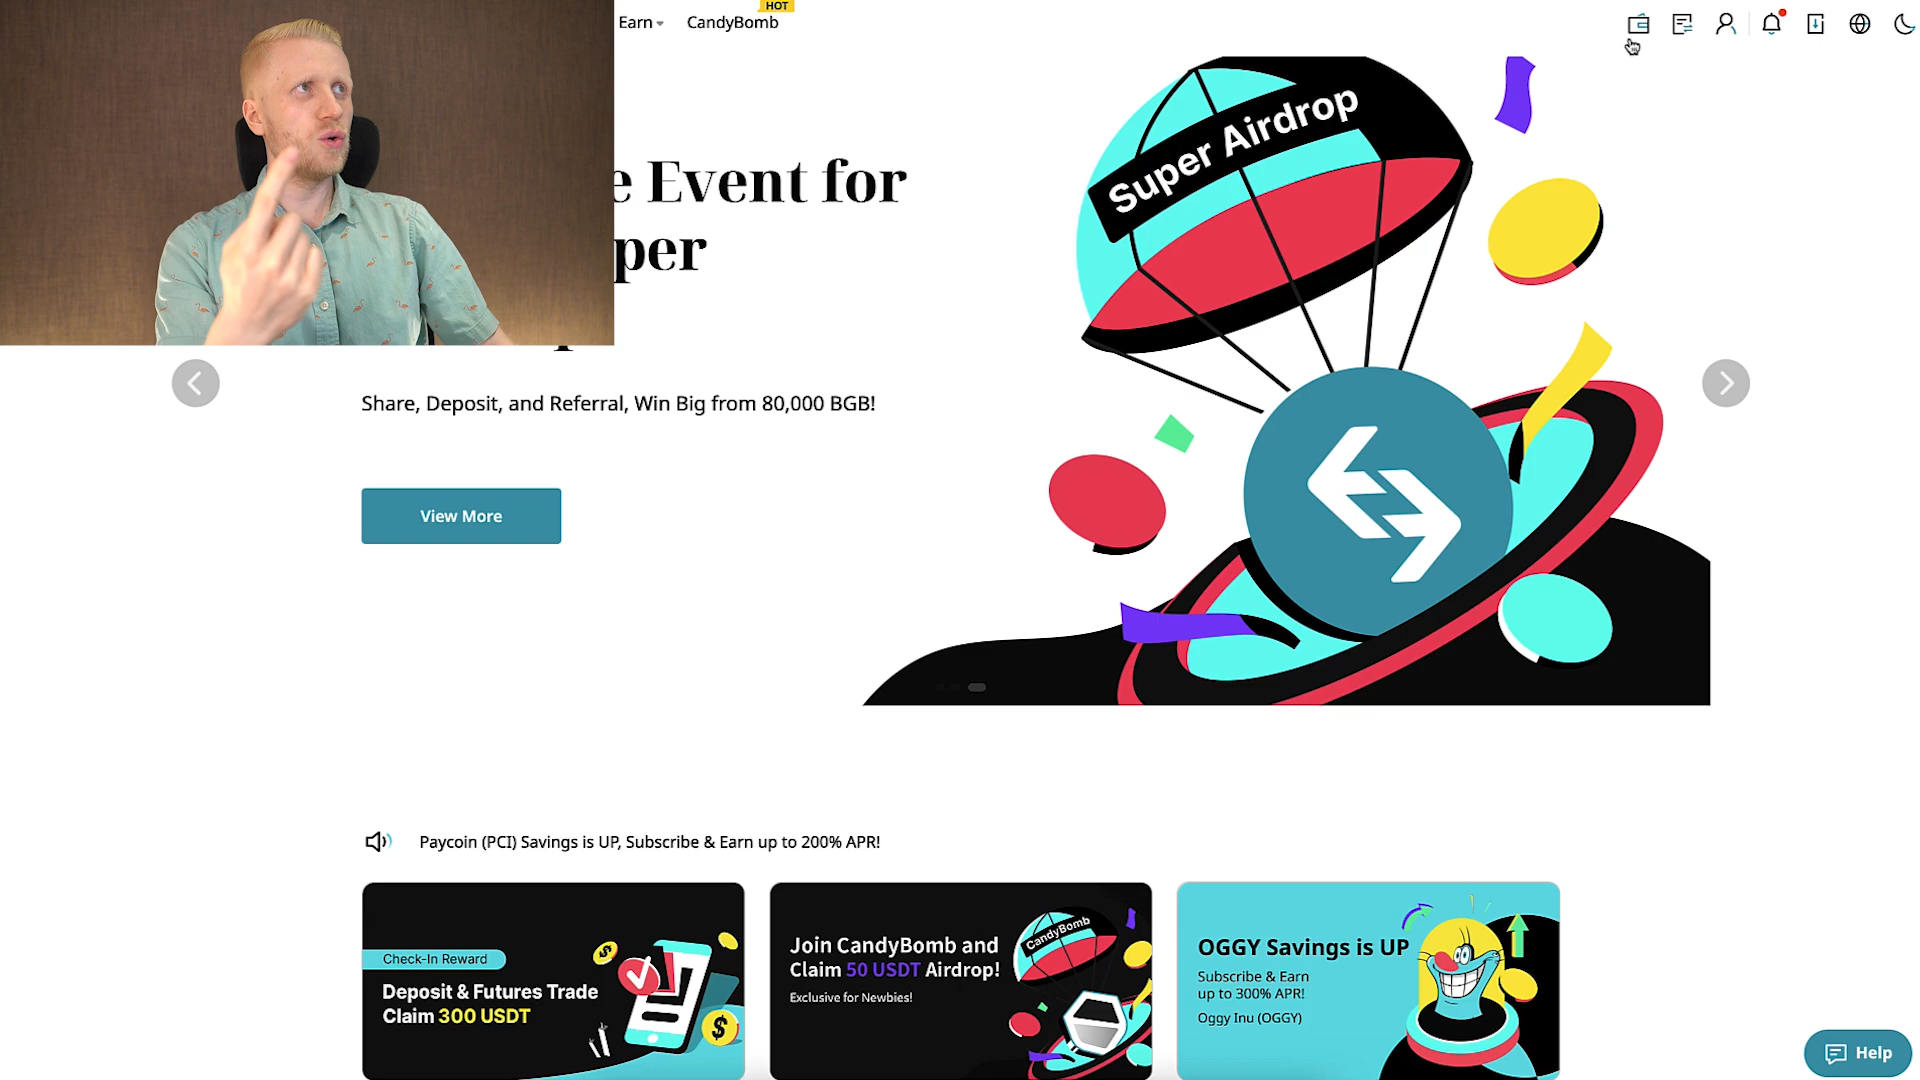 HOT
Earn
CandyBomb
Super Airdrop
Event for
per
Share, Deposit, and Referral, Win Big from 80,000 BGB!
View More
Paycoin (PCI) Savings is UP, Subscribe & Earn up to 200% APR!
Check-In Reward
Deposit & Futures Trade
Claim 300 USDT
Join CandyBomb and
Claim 50 USDT Airdrop!
Exclusive for Newbies!
CandyBomb
OGGY Savings is UP
Subscribe & Earn
up to 300% APR!
Oggy Inu (OGGY)
Help